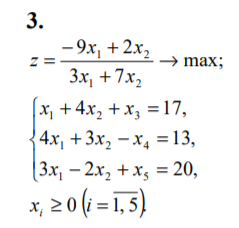 3.
z = (-9x₁ + 2x₂) / (3x₁ + 7x₂) → max;
{ x₁ + 4x₂ + x₃ = 17,
4x₁ + 3x₂ − x₄ = 13,
3x₁ − 2x₂ + x₅ = 20,
xᵢ ≥ 0 (i = 1, 5)